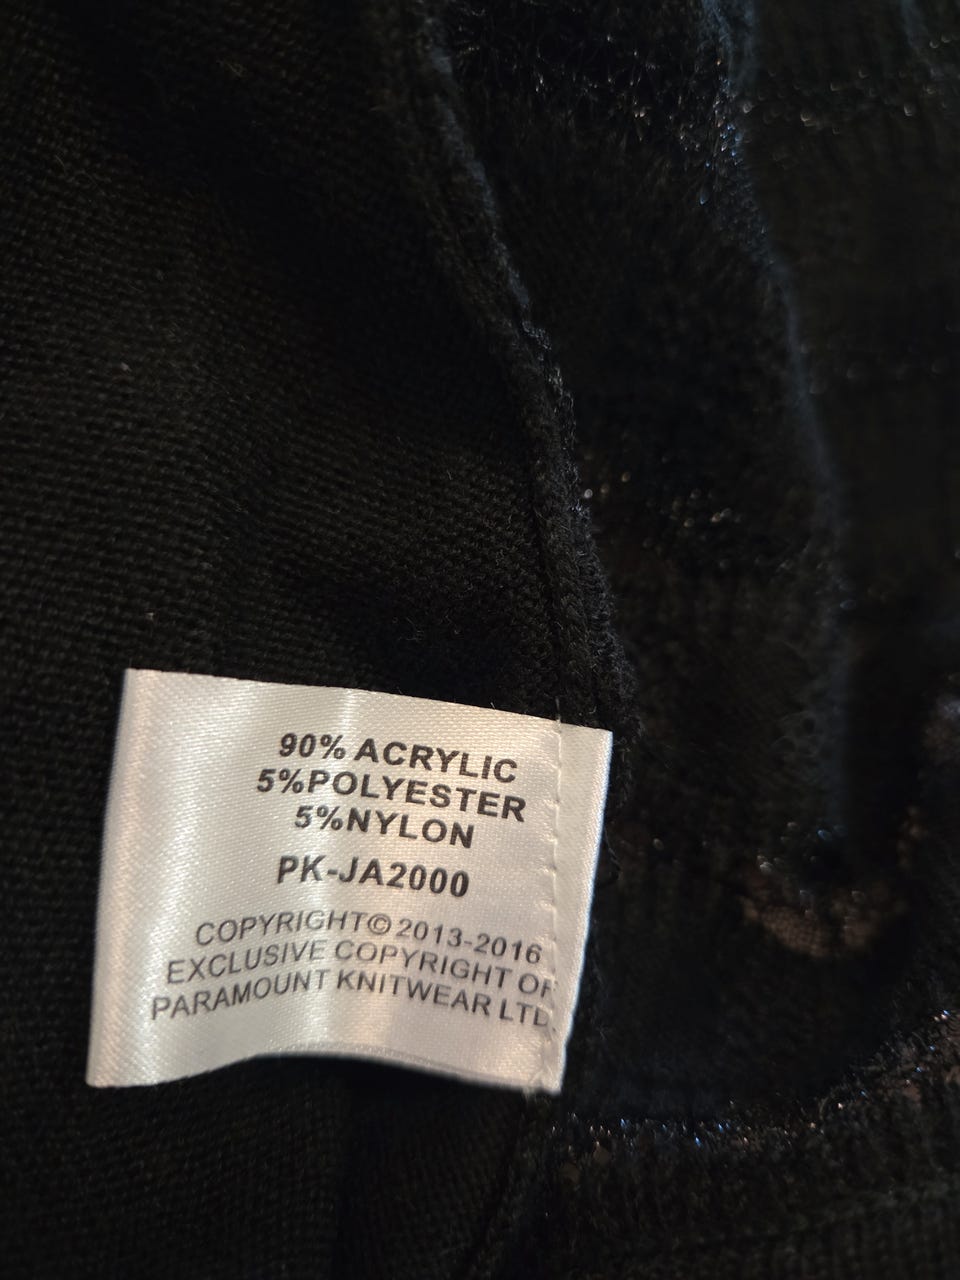 90% ACRYLIC
5%POLYESTER
5%NYLON
PK-JA2000
COPYRIGHT©2013-2016
EXCLUSIVE COPYRIGHT OF
PARAMOUNT KNITWEAR LTD.